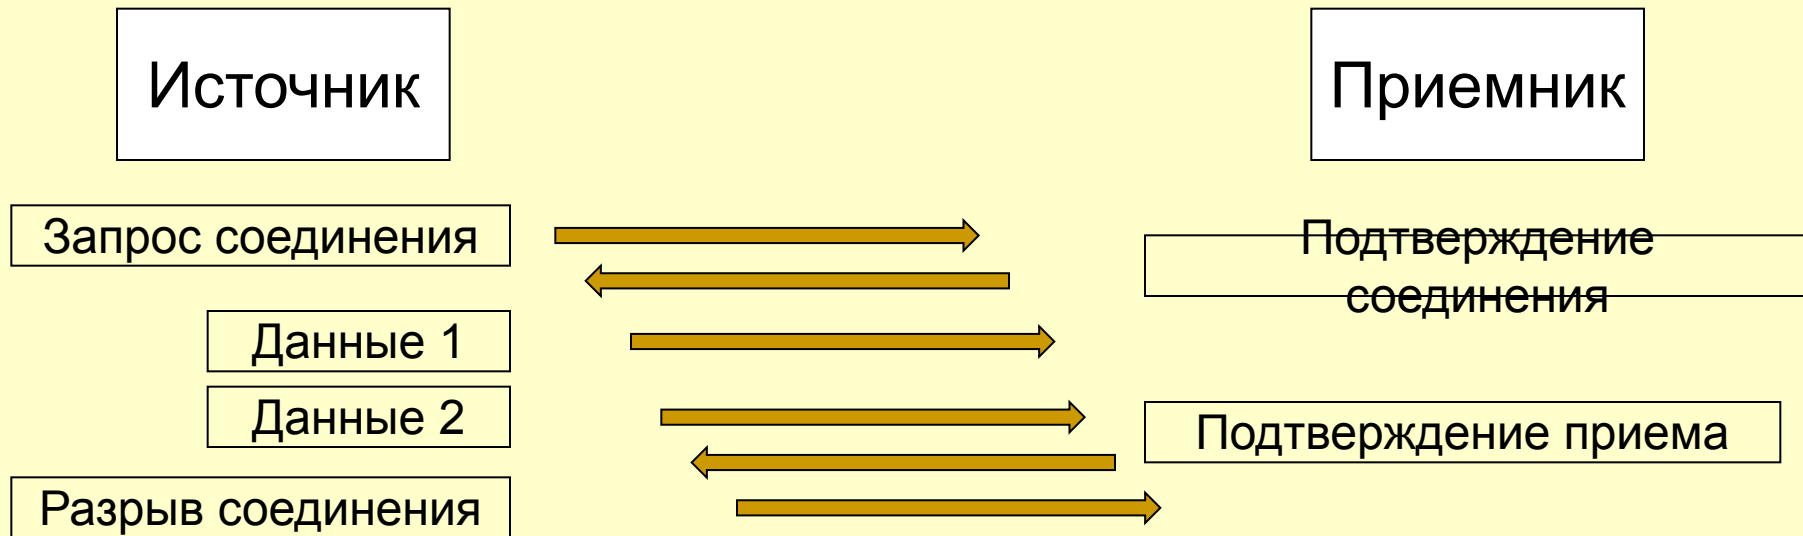 Источник
Приемник
Запрос соединения
Подтверждение
соединения
Данные 1
Данные 2
Подтверждение приема
Разрыв соединения